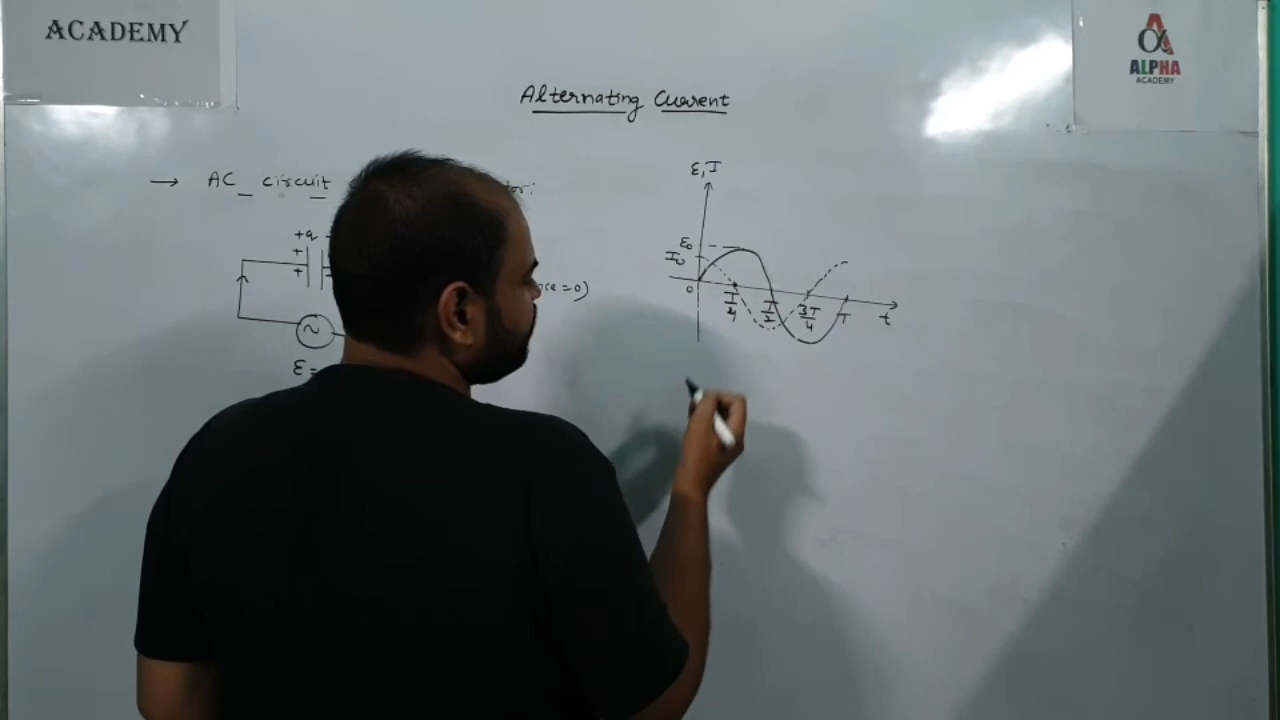 ACADEMY
ALPHA
ACADEMY
Alternating Current
→ AC circuit
+q
+
+
~
ε =
ε, I
ε₀
I₀
0
T/4
T/2
3T/4
T
t